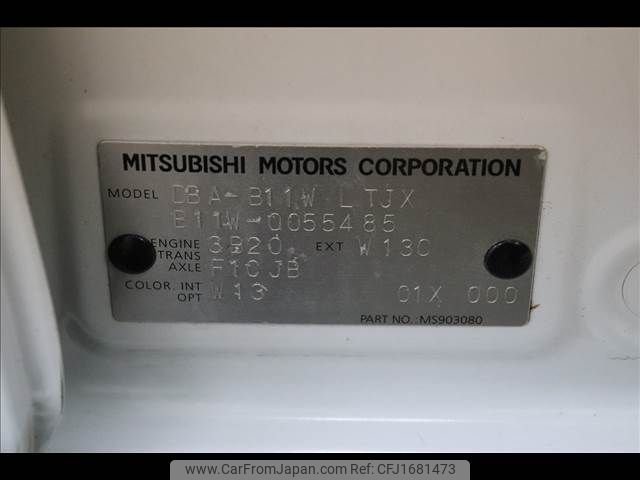 MITSUBISHI MOTORS CORPORATION
MODEL DBA-B11W LTJX
B11W-0055485
ENGINE 3B20 EXT W13C
TRANS
AXLE F1CJB
COLOR, INT W13 01X 000
OPT
PART NO.: MS903080
www.CarFromJapan.com - CFJ1681473